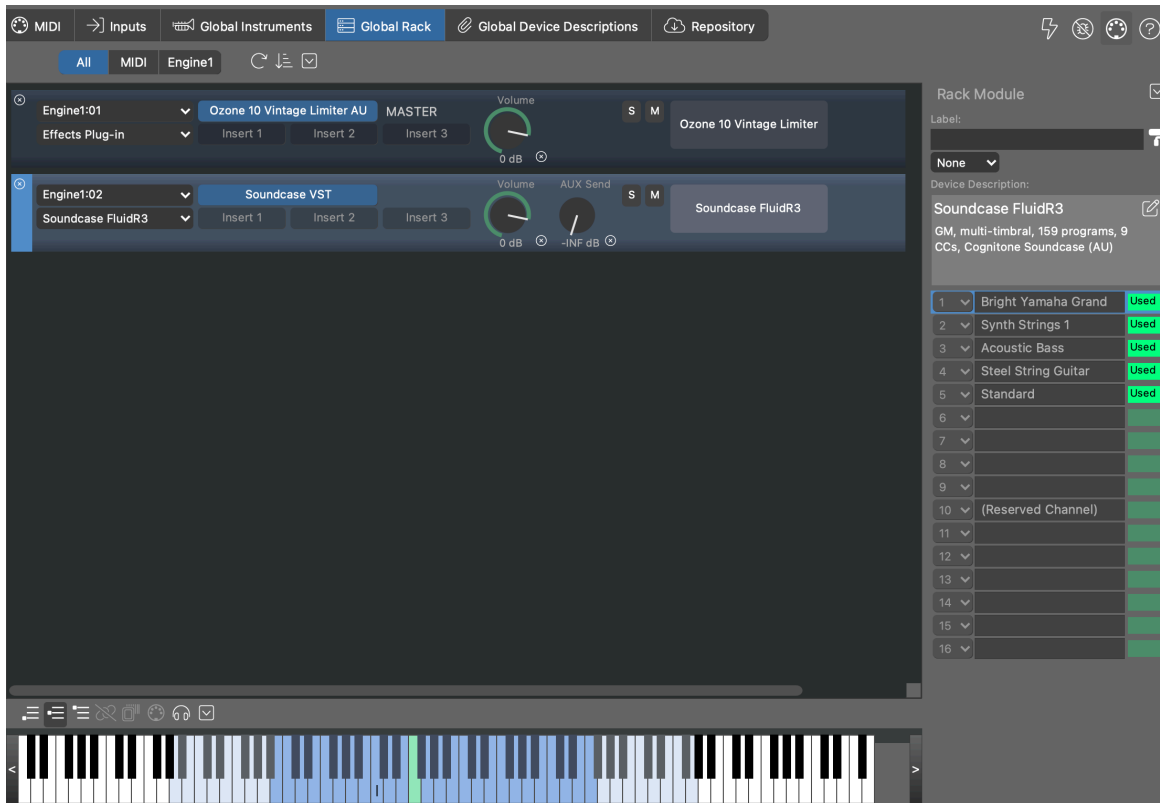 MIDI Inputs Global Instruments Global Rack Global Device Descriptions Repository
All MIDI Engine1
Engine1:01 Ozone 10 Vintage Limiter AU MASTER
Effects Plug-in Insert 1 Insert 2 Insert 3
Volume
0 dB
S M
Ozone 10 Vintage Limiter
Engine1:02 Soundcase VST
Soundcase FluidR3 Insert 1 Insert 2 Insert 3
Volume AUX Send
0 dB -INF dB
S M
Soundcase FluidR3
Rack Module
Label:
None
Device Description:
Soundcase FluidR3
GM, multi-timbral, 159 programs, 9
CCs, Cognitone Soundcase (AU)
1 Bright Yamaha Grand Used
2 Synth Strings 1 Used
3 Acoustic Bass Used
4 Steel String Guitar Used
5 Standard Used
6
7
8
9
10 (Reserved Channel)
11
12
13
14
15
16
< >